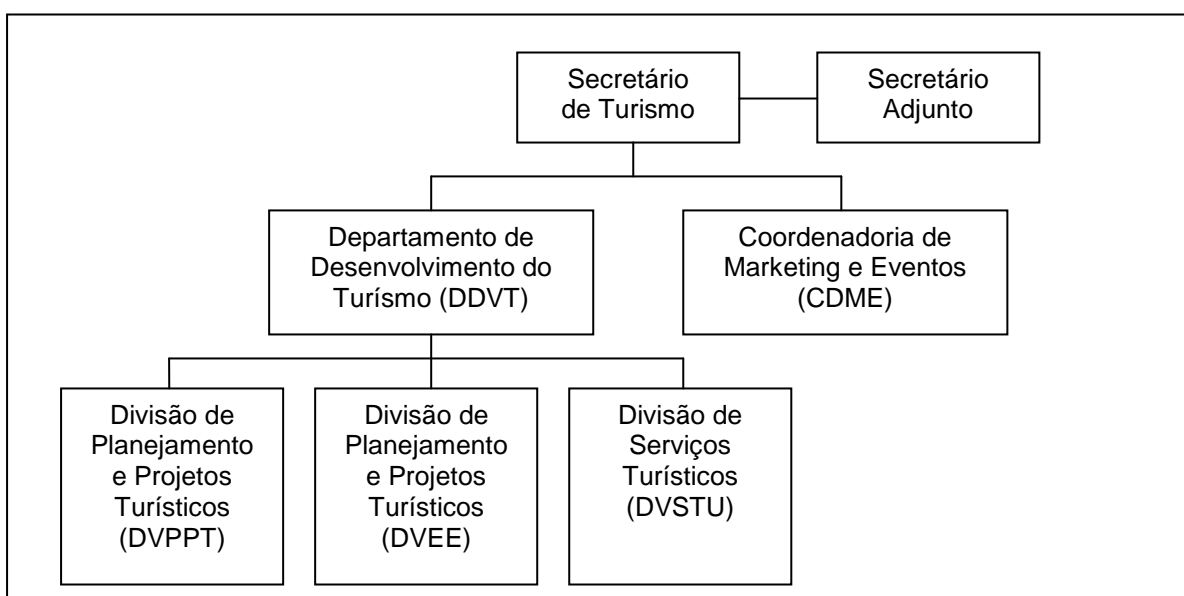 Secretário
de Turismo
Secretário
Adjunto
Departamento de
Desenvolvimento do
Turísmo (DDVT)
Coordenadoria de
Marketing e Eventos
(CDME)
Divisão de
Planejamento
e Projetos
Turísticos
(DVPPT)
Divisão de
Planejamento
e Projetos
Turísticos
(DVEE)
Divisão de
Serviços
Turísticos
(DVSTU)